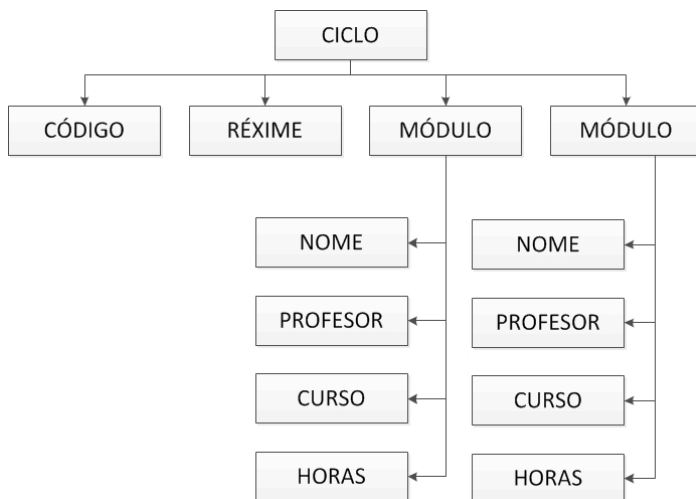 CICLO
CÓDIGO
RÉXIME
MÓDULO
MÓDULO
NOME
NOME
PROFESOR
PROFESOR
CURSO
CURSO
HORAS
HORAS